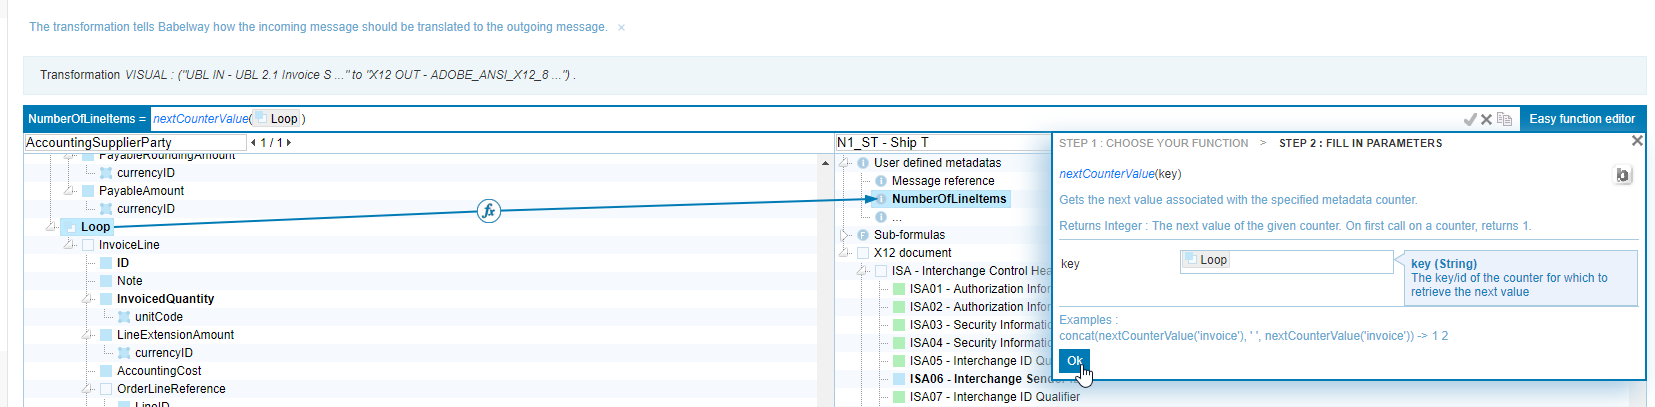 The transformation tells Babelway how the incoming message should be translated to the outgoing message. ×
Transformation VISUAL : ("UBL IN - UBL 2.1 Invoice S ..." to "X12 OUT - ADOBE_ANSI_X12_8 ...") .
NumberOfLineItems = nextCounterValue( Loop )
Easy function editor
AccountingSupplierParty
1 / 1
PayableRoundingAmount
currencyID
PayableAmount
currencyID
Loop
InvoiceLine
ID
Note
InvoicedQuantity
unitCode
LineExtensionAmount
currencyID
AccountingCost
OrderLineReference
LineID
fx
N1_ST - Ship T
User defined metadatas
Message reference
NumberOfLineItems
...
F Sub-formulas
X12 document
ISA - Interchange Control Hea
ISA01 - Authorization Infor
ISA02 - Authorization Infor
ISA03 - Security Informatic
ISA04 - Security Informatic
ISA05 - Interchange ID Qu
ISA06 - Interchange Send
ISA07 - Interchange ID Qualifier
STEP 1 : CHOOSE YOUR FUNCTION > STEP 2 : FILL IN PARAMETERS
nextCounterValue(key)
b
Gets the next value associated with the specified metadata counter.
Returns Integer : The next value of the given counter. On first call on a counter, returns 1.
key
Loop
key (String)
The key/id of the counter for which to
retrieve the next value
Examples :
concat(nextCounterValue('invoice'), ' ', nextCounterValue('invoice')) -> 1 2
Ok